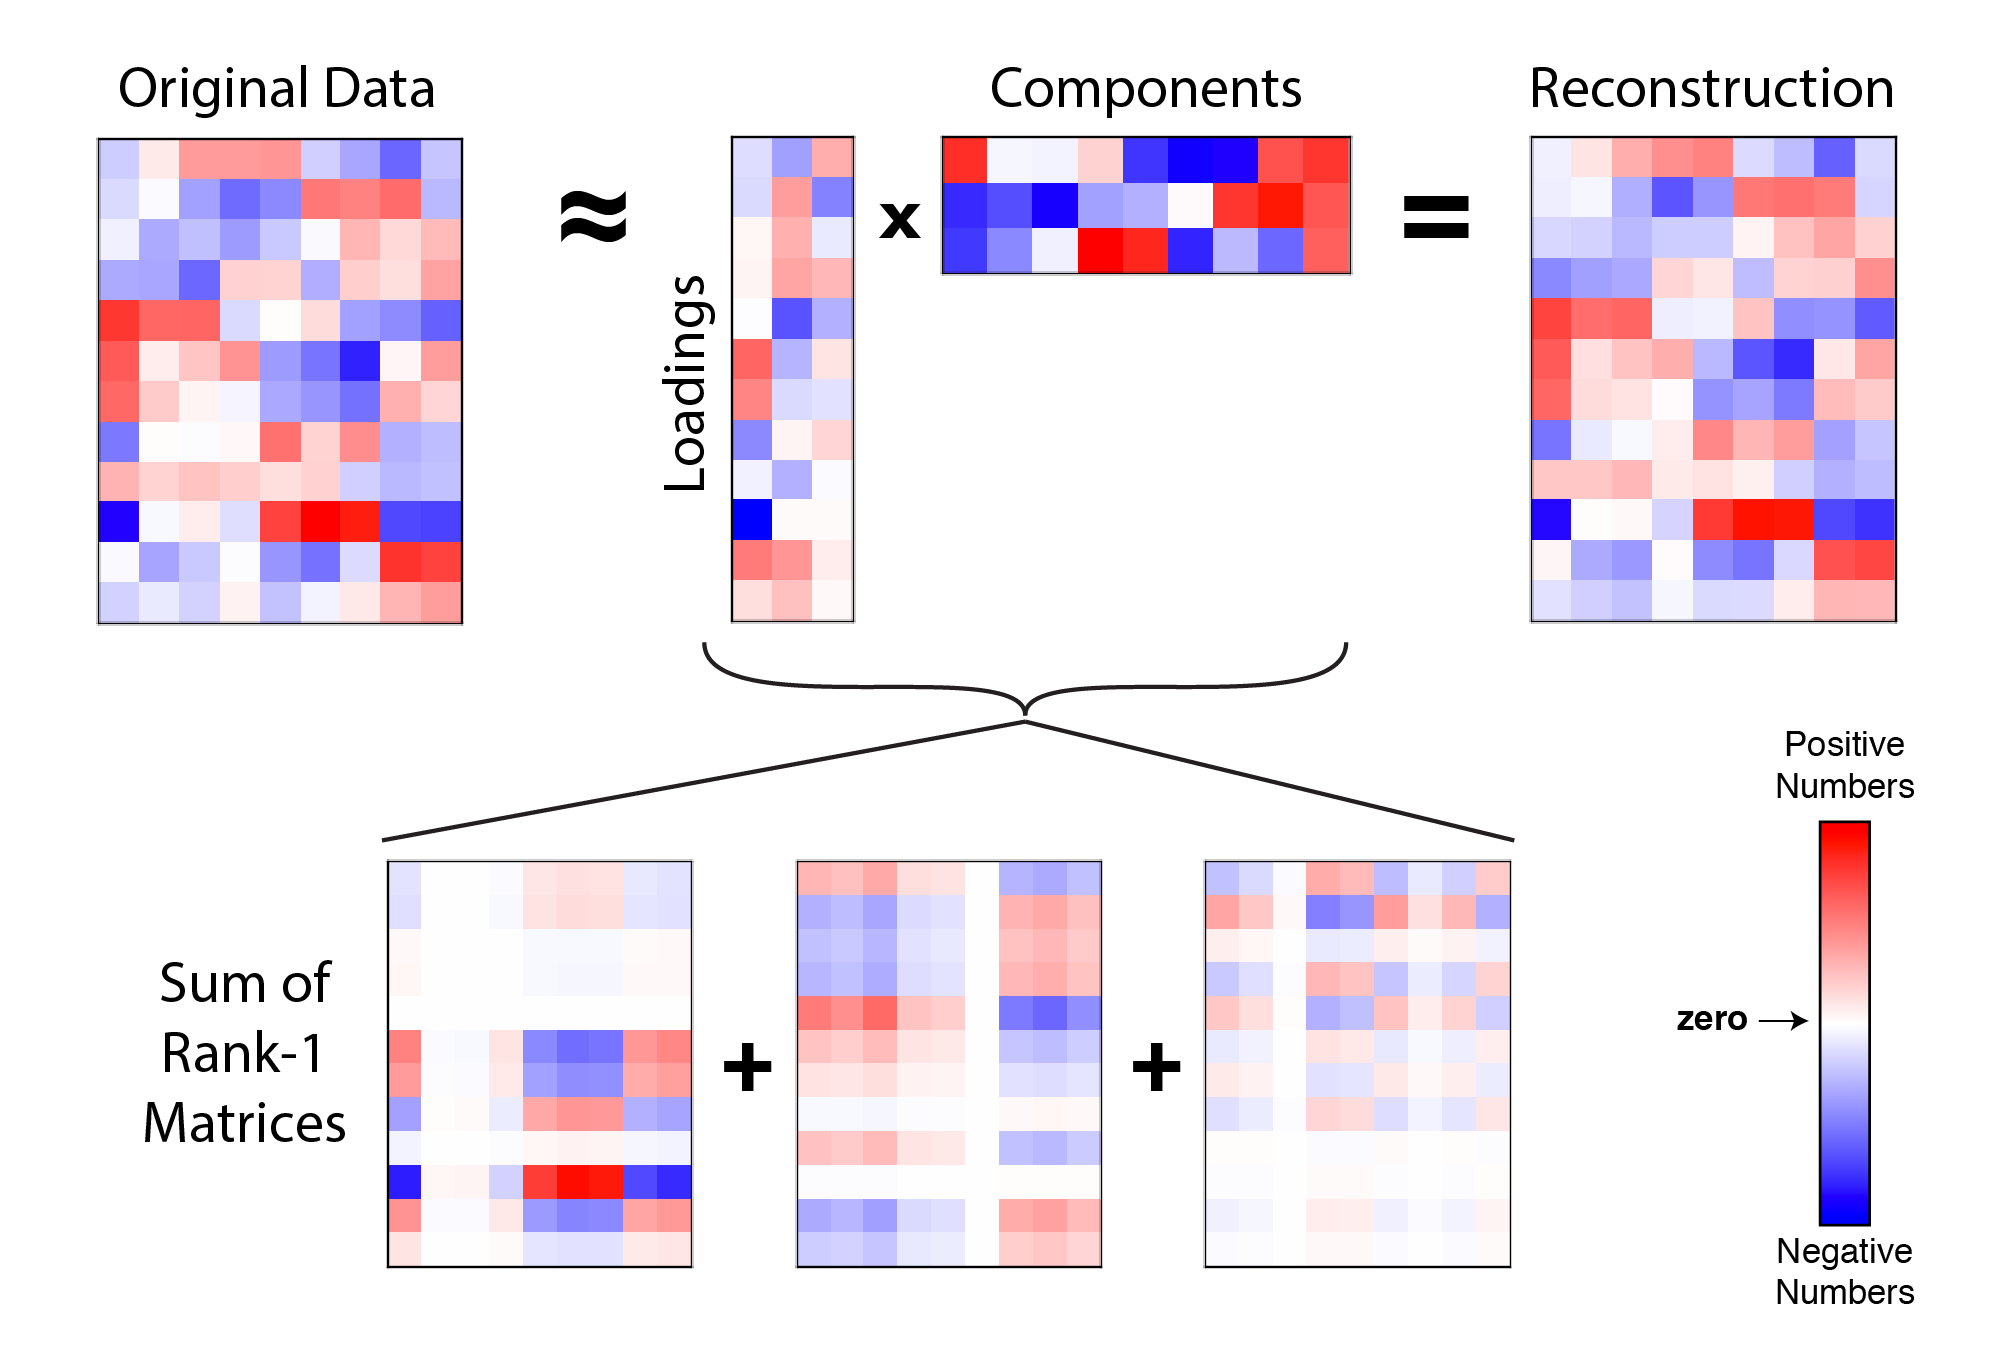 Original Data
≈
Loadings
x
Components
=
Reconstruction
Sum of
Rank-1
Matrices
+
+
Positive
Numbers
zero
Negative
Numbers